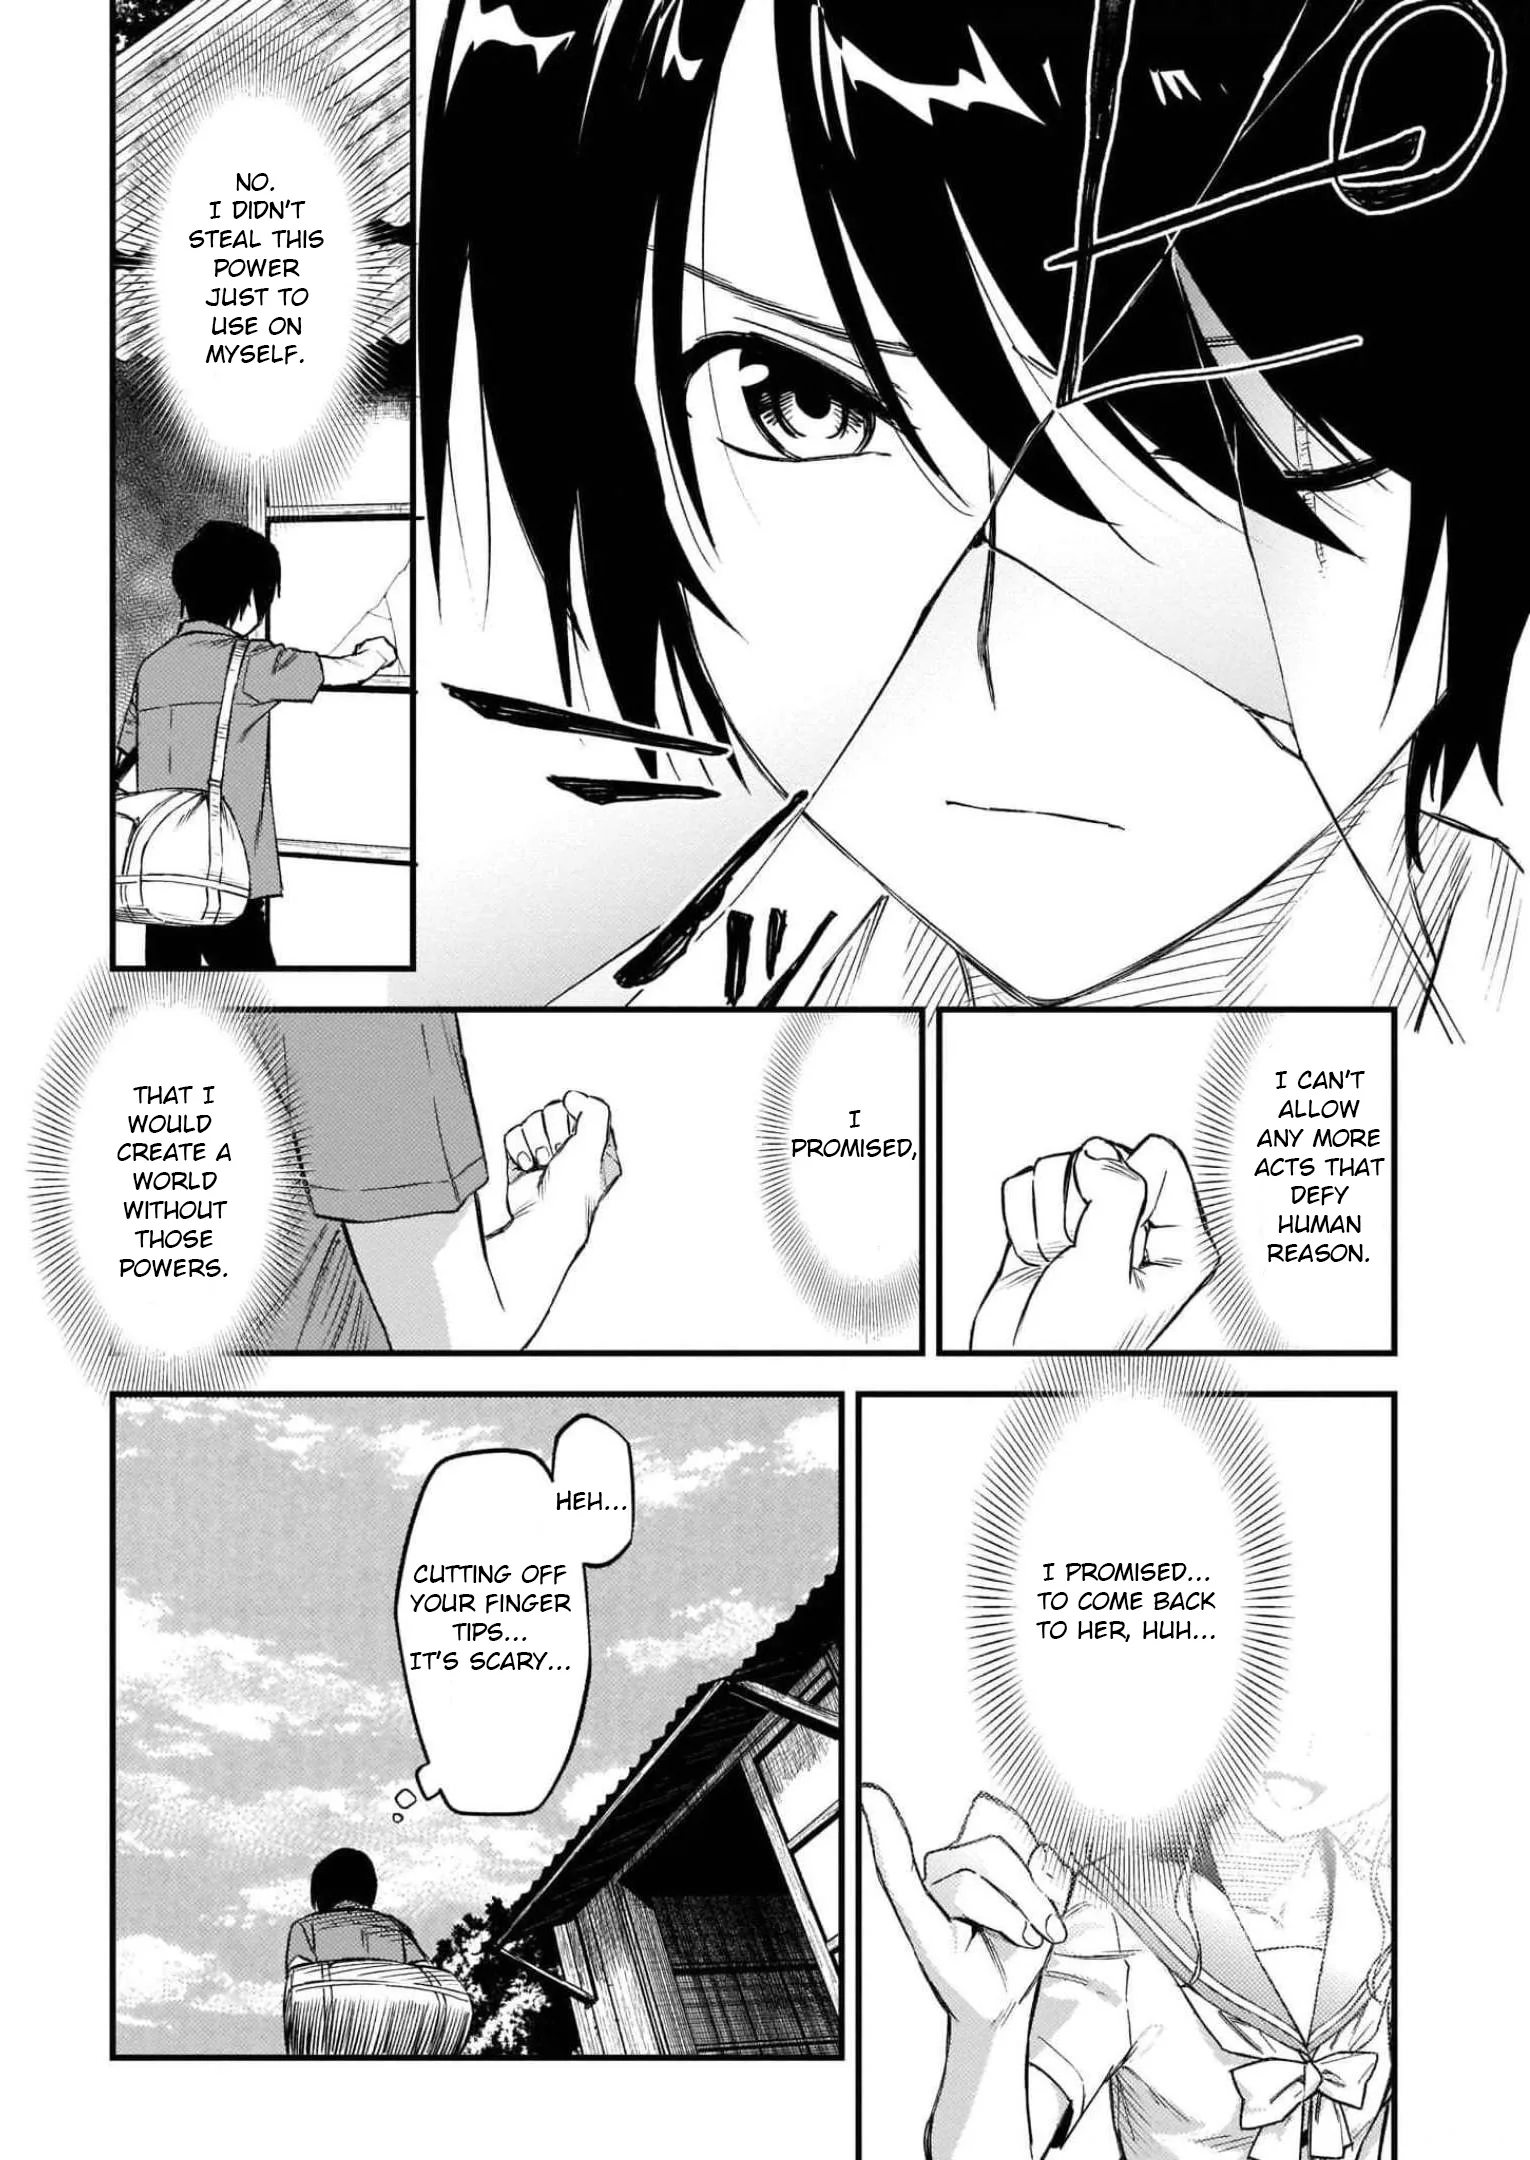 NO.
I DIDN'T
STEAL THIS
POWER
JUST TO
USE ON
MYSELF.
I CAN'T
ALLOW
ANY MORE
ACTS THAT
DEFY
HUMAN
REASON.
I
PROMISED,
THAT I
WOULD
CREATE A
WORLD
WITHOUT
THOSE
POWERS.
I PROMISED...
TO COME BACK
TO HER, HUH...
HEH...
CUTTING OFF
YOUR FINGER
TIPS...
IT'S SCARY...